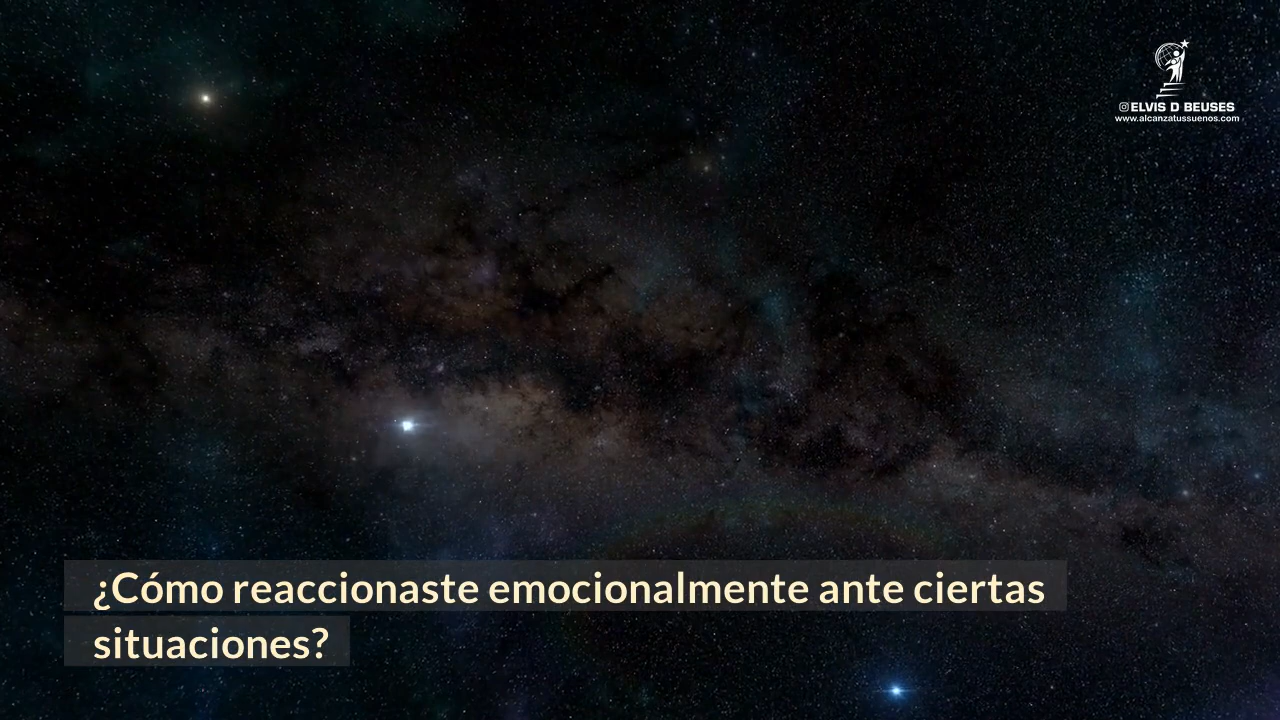 ELVIS D BEUSES
www.alcanzatussuenos.com
¿Cómo reaccionaste emocionalmente ante ciertas
situaciones?